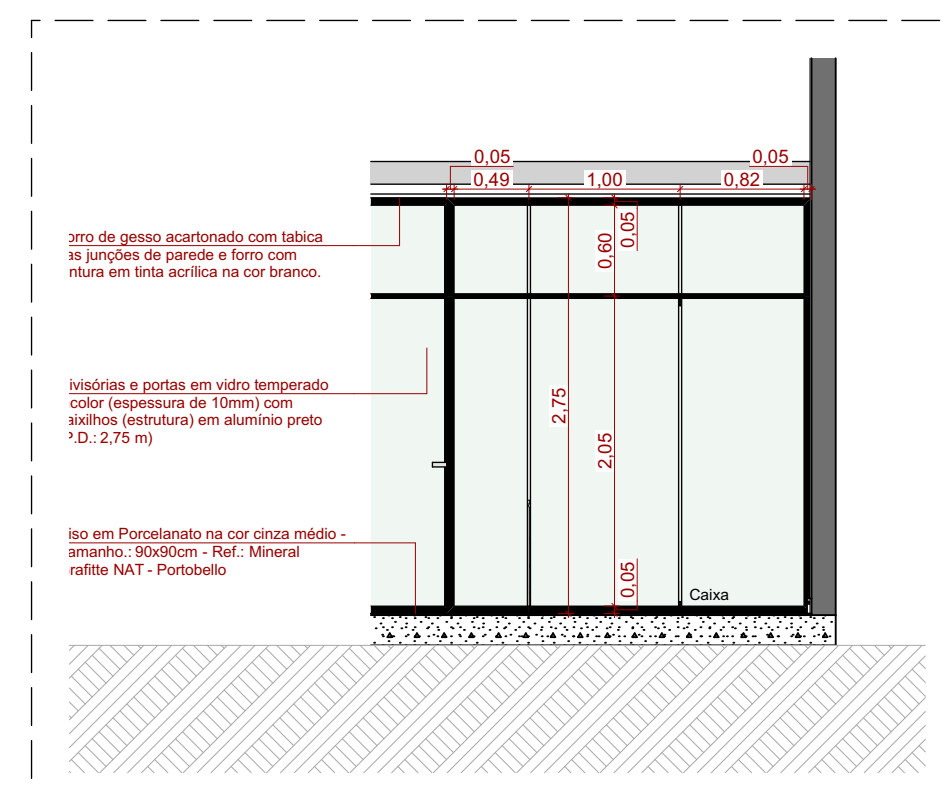 0,05
0,05
0,49
1,00
0,82
0,05
0,60
orro de gesso acartonado com tabica
as junções de parede e forro com
ntura em tinta acrílica na cor branco.
ivisórias e portas em vidro temperado
color (espessura de 10mm) com
aixilhos (estrutura) em alumínio preto
P.D.: 2,75 m)
2,75
2,05
iso em Porcelanato na cor cinza médio -
amanho.: 90x90cm - Ref.: Mineral
rafitte NAT - Portobello
0,05
Caixa